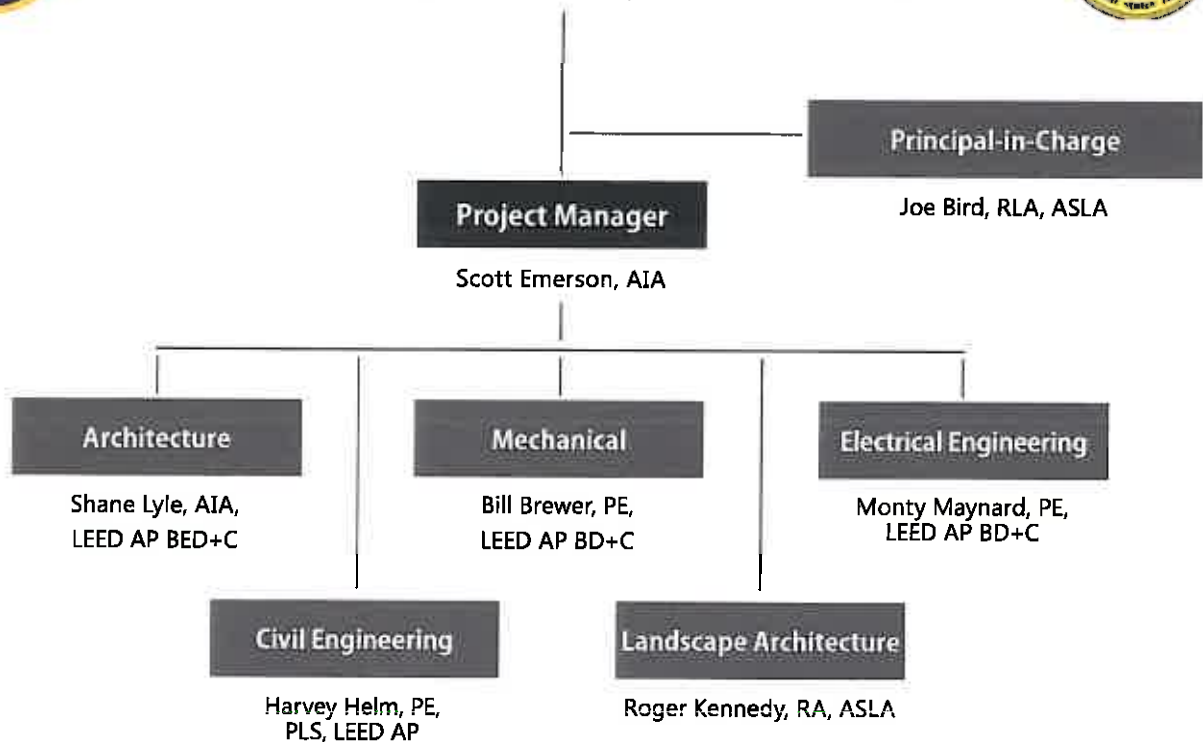 Principal-in-Charge
Joe Bird, RLA, ASLA
Project Manager
Scott Emerson, AIA
Architecture
Shane Lyle, AIA,
LEED AP BED+C
Mechanical
Bill Brewer, PE,
LEED AP BD+C
Electrical Engineering
Monty Maynard, PE,
LEED AP BD+C
Civil Engineering
Harvey Helm, PE,
PLS, LEED AP
Landscape Architecture
Roger Kennedy, RA, ASLA